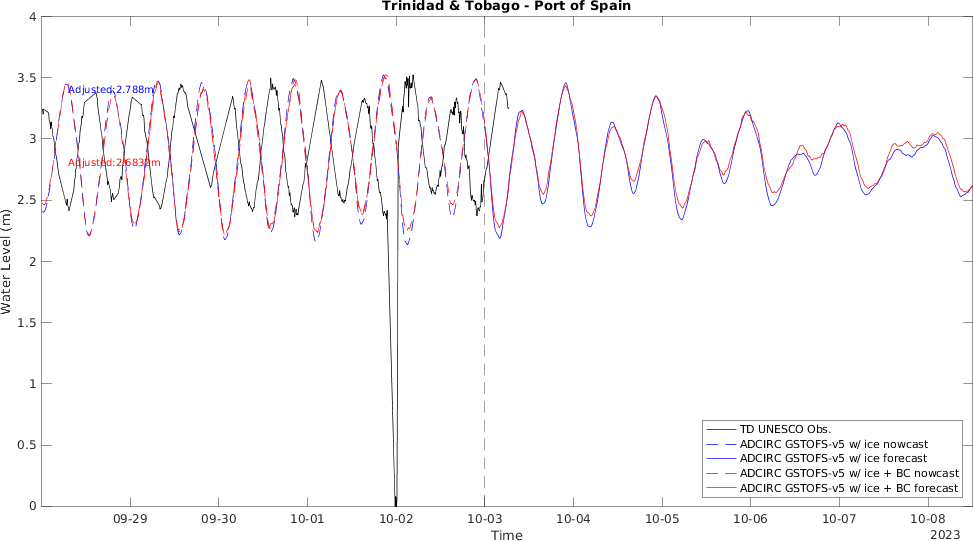 Trinidad & Tobago - Port of Spain
4
3.5
3
2.5
2
1.5
1
0.5
0
Water Level (m)
Adjusted:2.788m
Adjusted:2.6832m
TD UNESCO Obs.
ADCIRC GSTOFS-v5 w/ ice nowcast
ADCIRC GSTOFS-v5 w/ ice forecast
ADCIRC GSTOFS-v5 w/ ice + BC nowcast
ADCIRC GSTOFS-v5 w/ ice + BC forecast
09-29 09-30 10-01 10-02 10-03 10-04 10-05 10-06 10-07 10-08
Time
2023